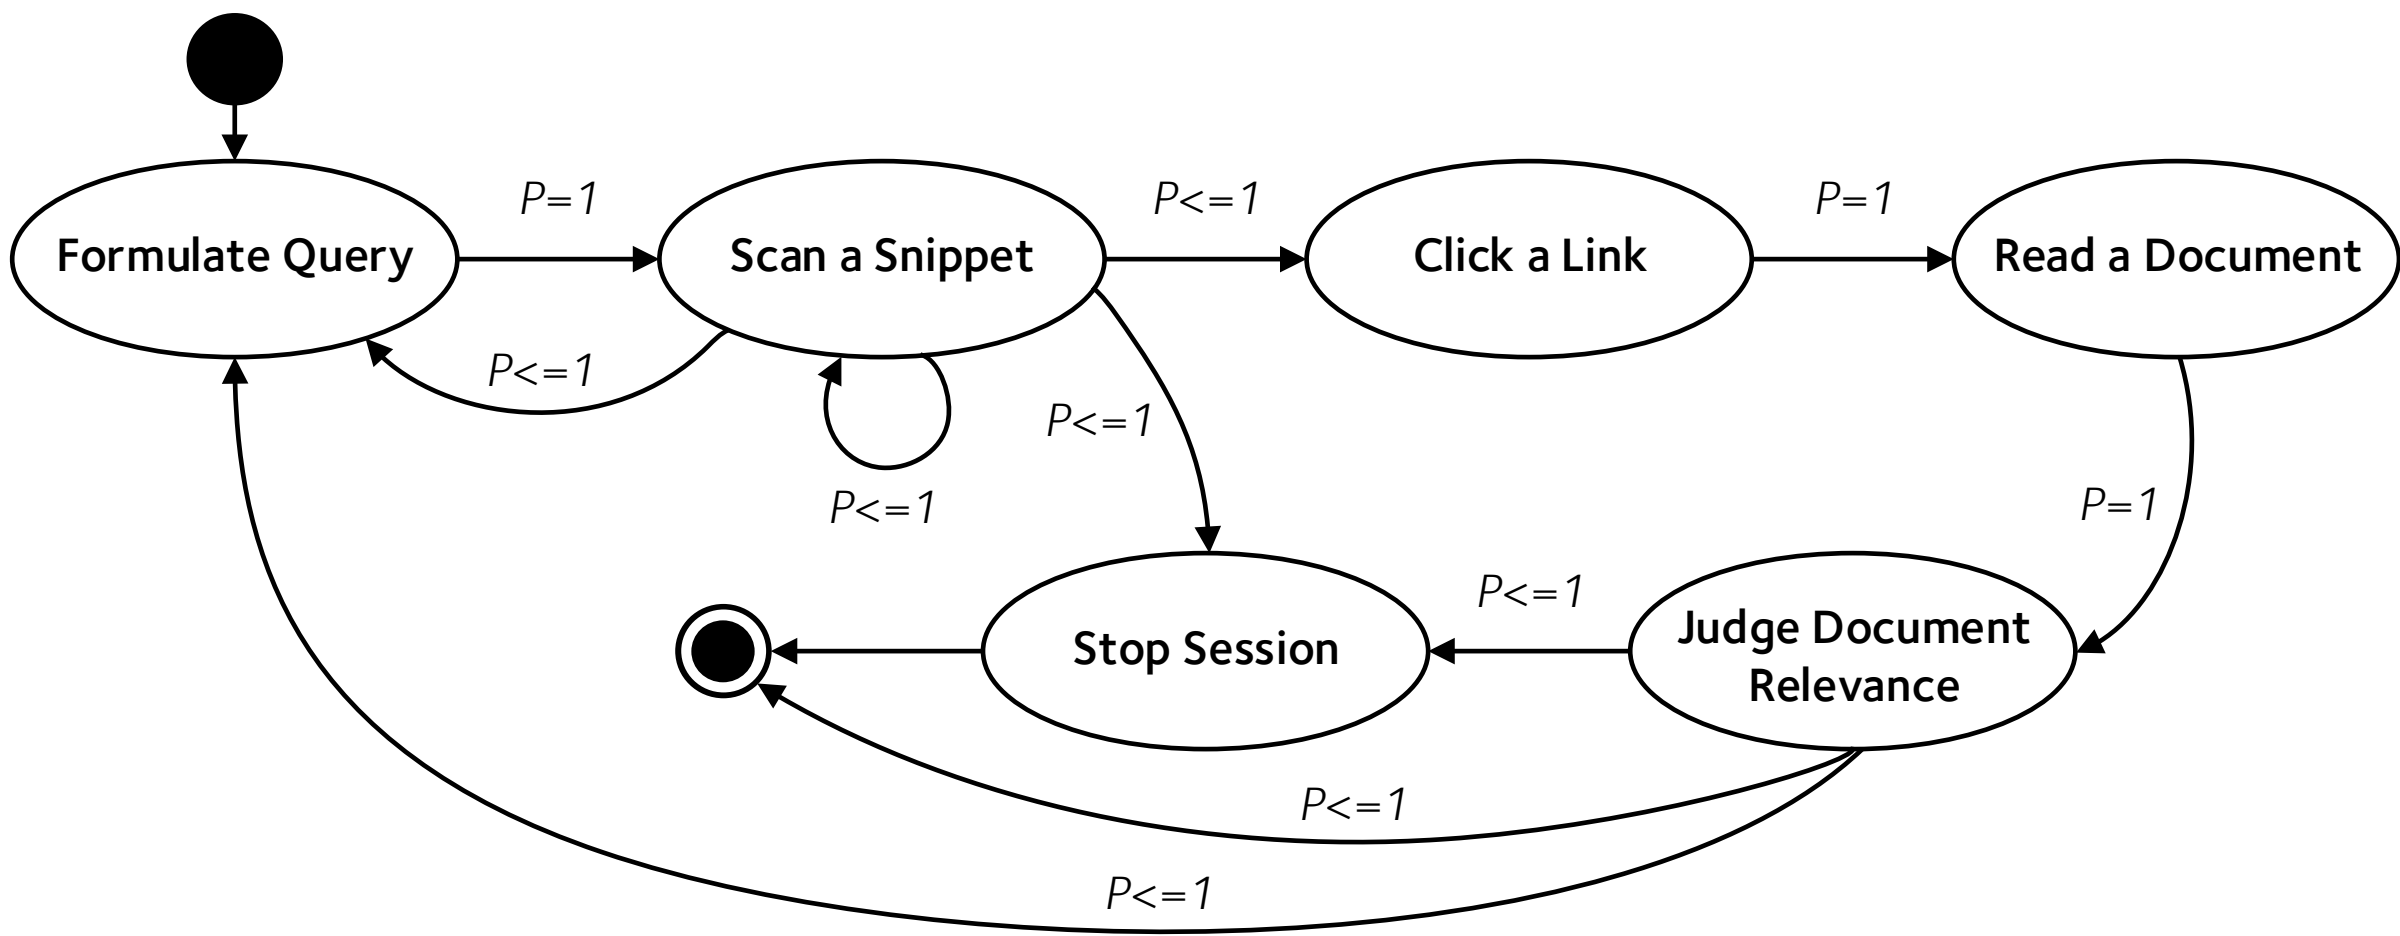 P=1
P<=1
P=1
Formulate Query
Scan a Snippet
Click a Link
Read a Document
P<=1
P<=1
P<=1
P=1
P<=1
Stop Session
Judge Document
Relevance
P<=1
P<=1